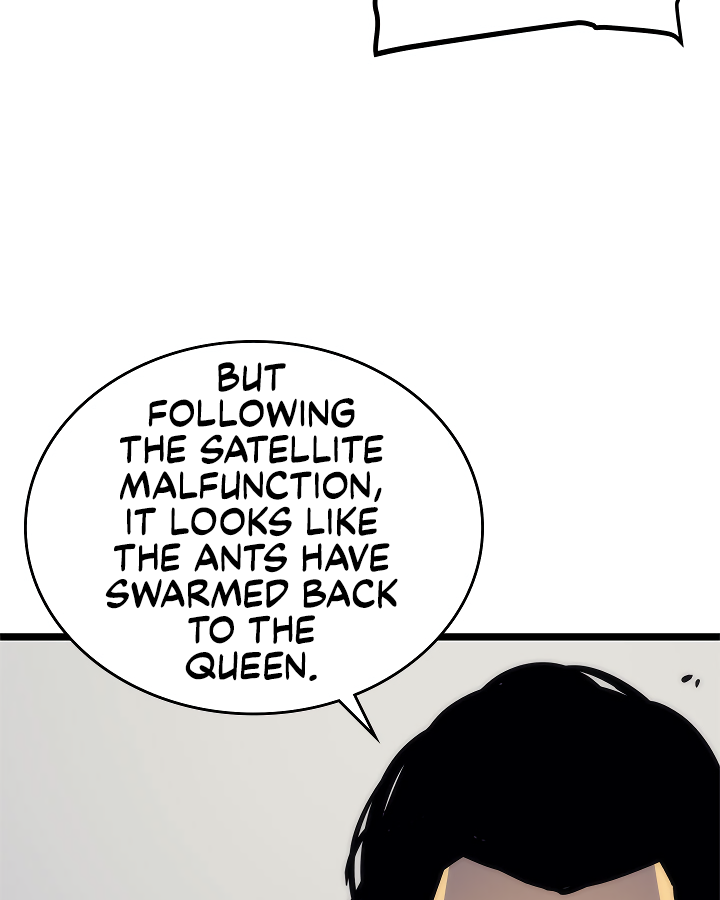 BUT
FOLLOWING
THE SATELLITE
MALFUNCTION,
IT LOOKS LIKE
THE ANTS HAVE
SWARMED BACK
TO THE
QUEEN.